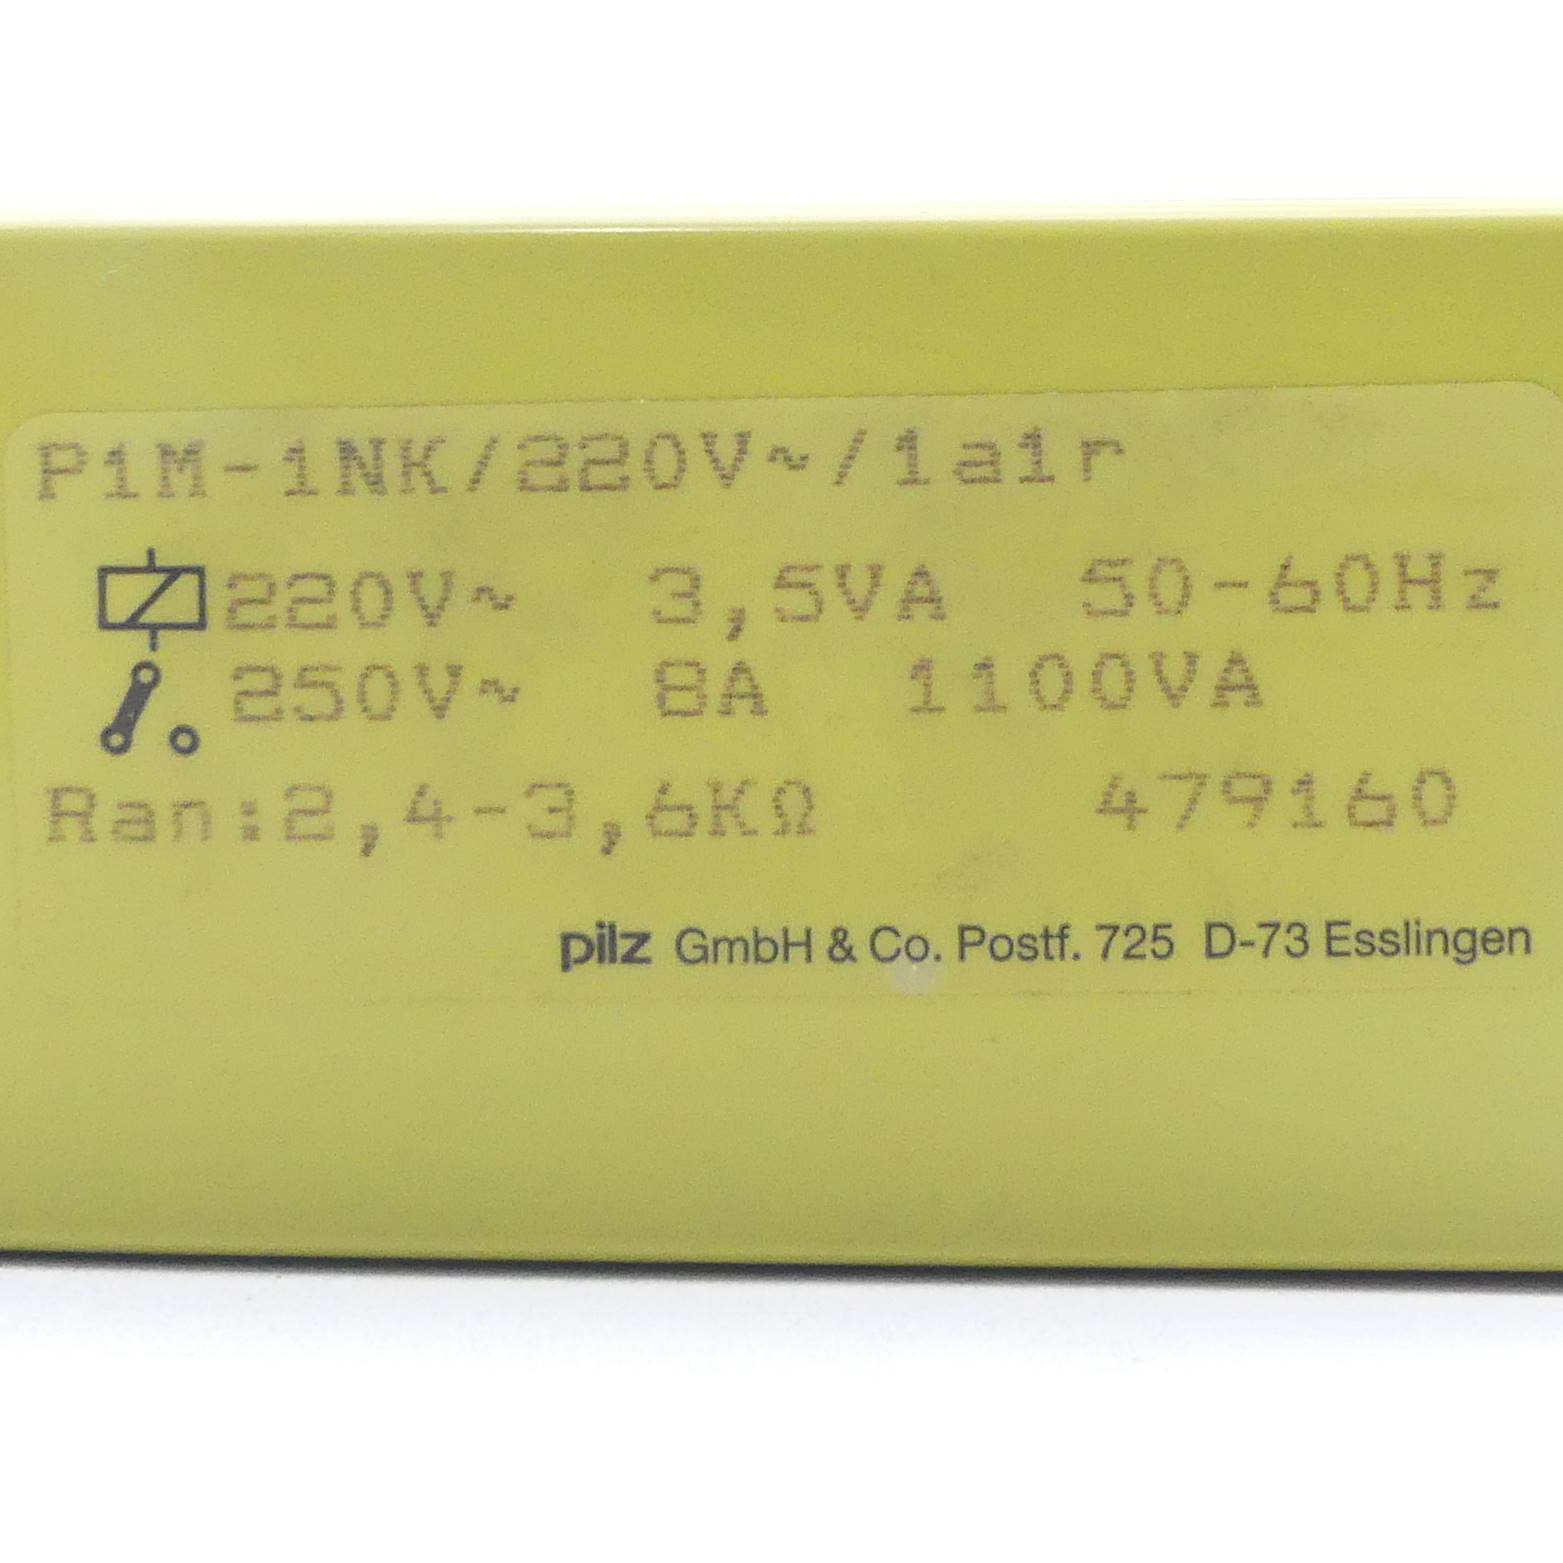 P1M-1NK/220V~/1a1r
220V~ 3,5VA 50-60Hz
250V~ 8A 1100VA
Ran:2,4-3,6KΩ 479160
pilz GmbH & Co. Postf. 725 D-73 Esslingen